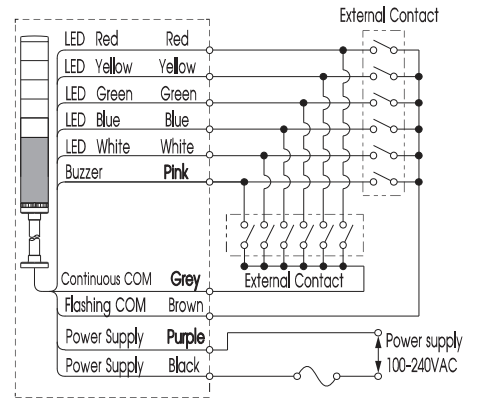 External Contact
LED Red Red
LED Yellow Yellow
LED Green Green
LED Blue Blue
LED White White
Buzzer Pink
Continuous COM Grey
External Contact
Flashing COM Brown
Power Supply Purple
Power supply
100-240VAC
Power Supply Black